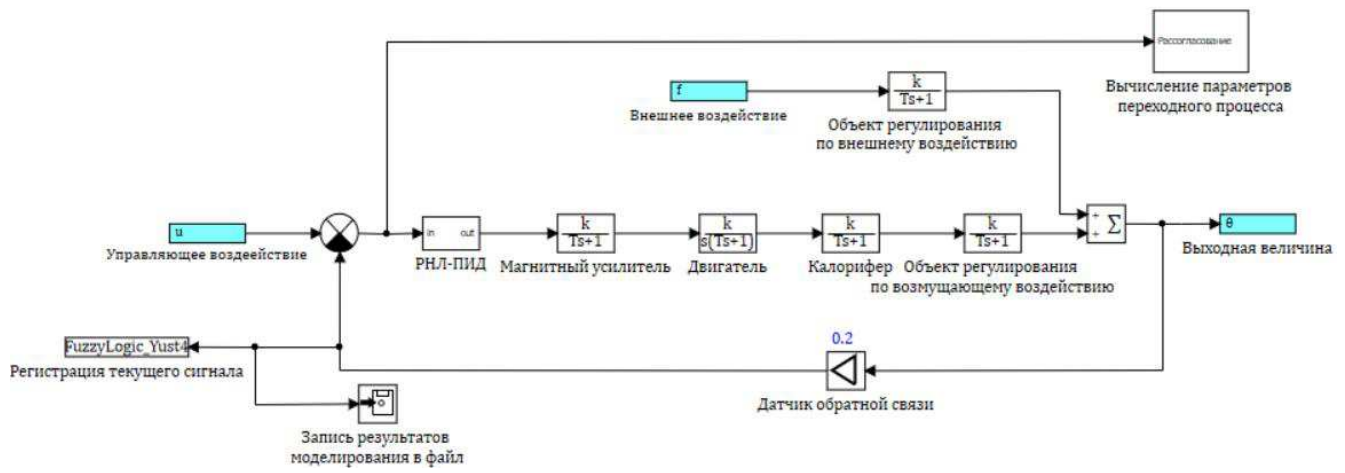 Рассогласование
Вычисление параметров
переходного процесса
f
Внешнее воздействие
k
Ts+1
Объект регулирования
по внешнему воздействию
u
Управляющее воздеействие
in out
РНЛ-ПИД
k
Ts+1
Магнитный усилитель
k
s(Ts+1)
Двигатель
k
Ts+1
Калорифер
k
Ts+1
Объект регулирования
по возмущающему воздействию
+
+
Σ
θ
Выходная величина
FuzzyLogic_Yust4
Регистрация текущего сигнала
0.2
Датчик обратной связи
Запись результатов
моделирования в файл